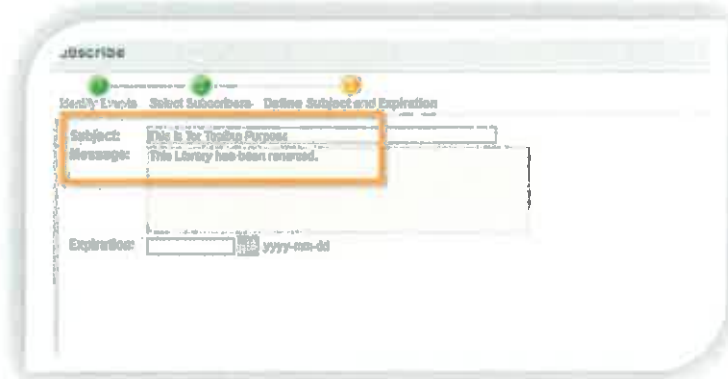 ubscribe
Identify Events Select Subscribers Define Subject and Expiration
Subject: This Is for Testing Purpose
Message: This Library has been renamed.
Expiration: yyyy-mm-dd